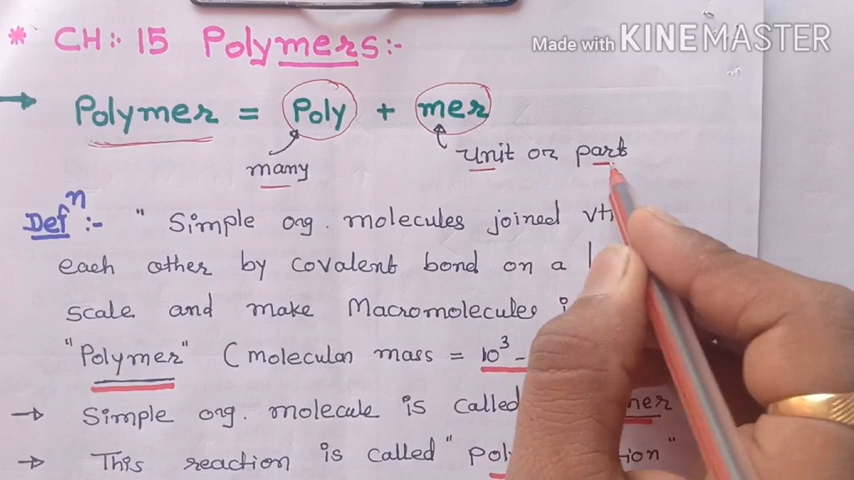 * CH:- 15 Polymers:-
Made with KINEMASTER
→ Polymer = Poly + mer
many
unit or part
Defⁿ :- " Simple org. molecules joined
each other by covalent bond on a
scale and make Macromolecules
"Polymer" (molecular mass = 10³ -
→ Simple org. molecule is called
→ This reaction is called "